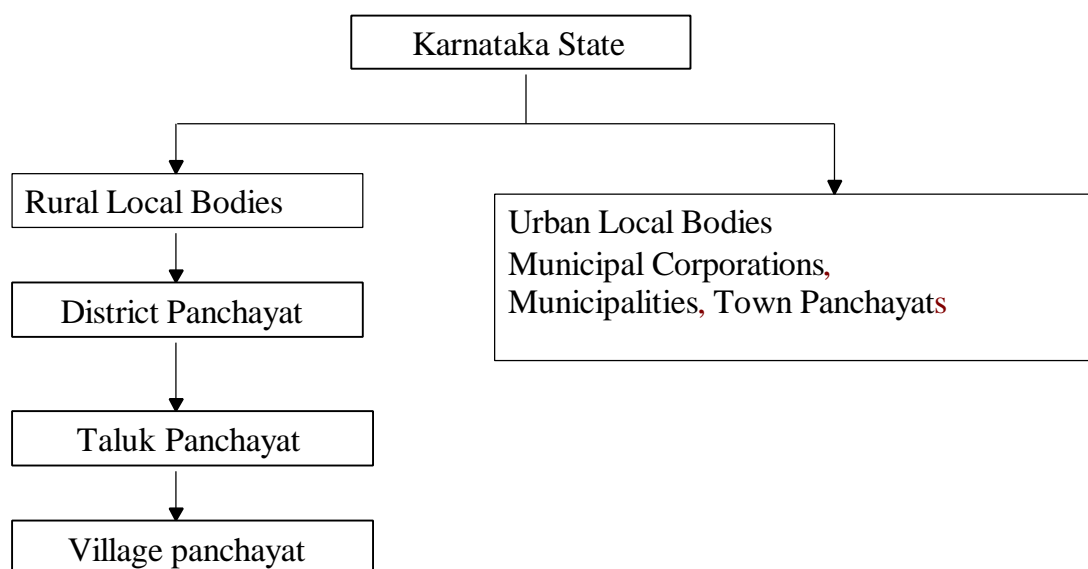 Karnataka State
Rural Local Bodies
District Panchayat
Taluk Panchayat
Village panchayat
Urban Local Bodies
Municipal Corporations,
Municipalities, Town Panchayats